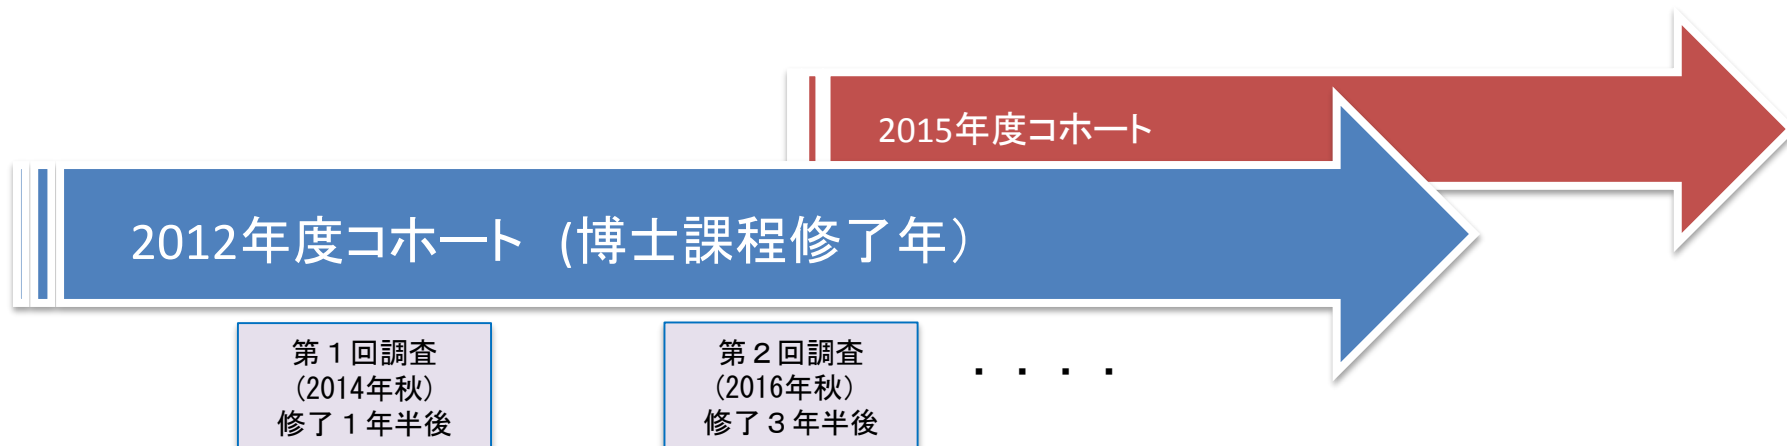 2015年度コホート
2012年度コホート (博士課程修了年)
第1回調査
(2014年秋)
修了1年半後
第2回調査
(2016年秋)
修了3年半後
・・・・